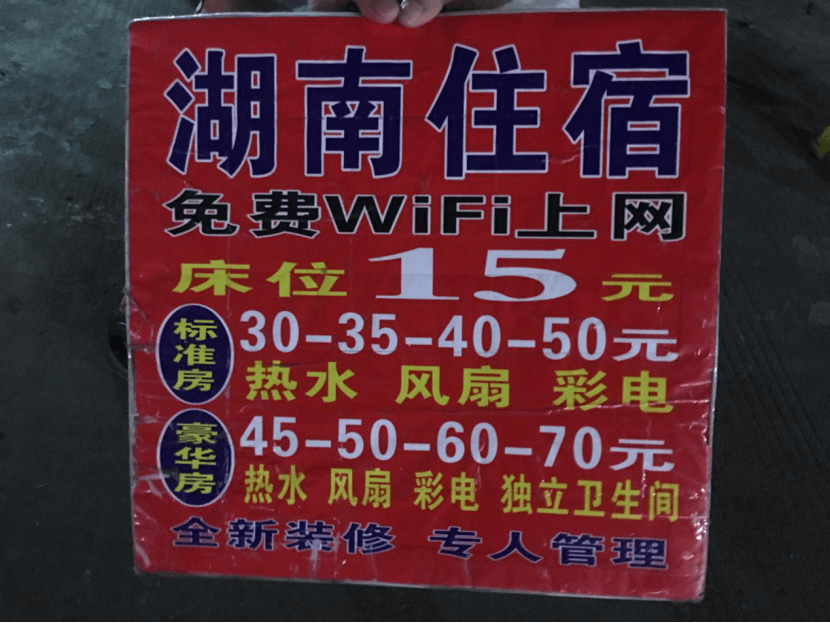 湖南住宿
免费WiFi上网
床位15元
标准房
30-35-40-50元
热水 风扇 彩电
豪华房
45-50-60-70元
热水 风扇 彩电 独立卫生间
全新装修 专人管理